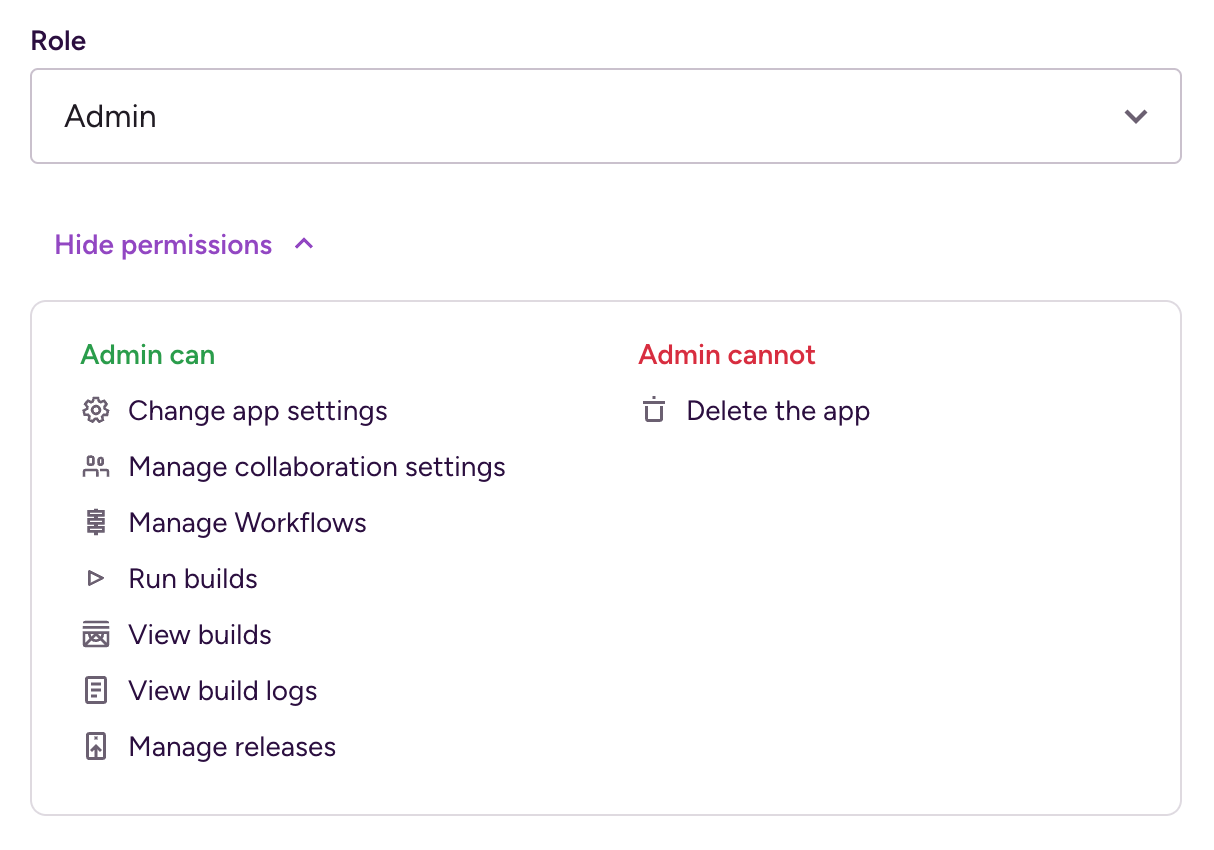 Role
Admin
Hide permissions
Admin can
Change app settings
Manage collaboration settings
Manage Workflows
Run builds
View builds
View build logs
Manage releases
Admin cannot
Delete the app